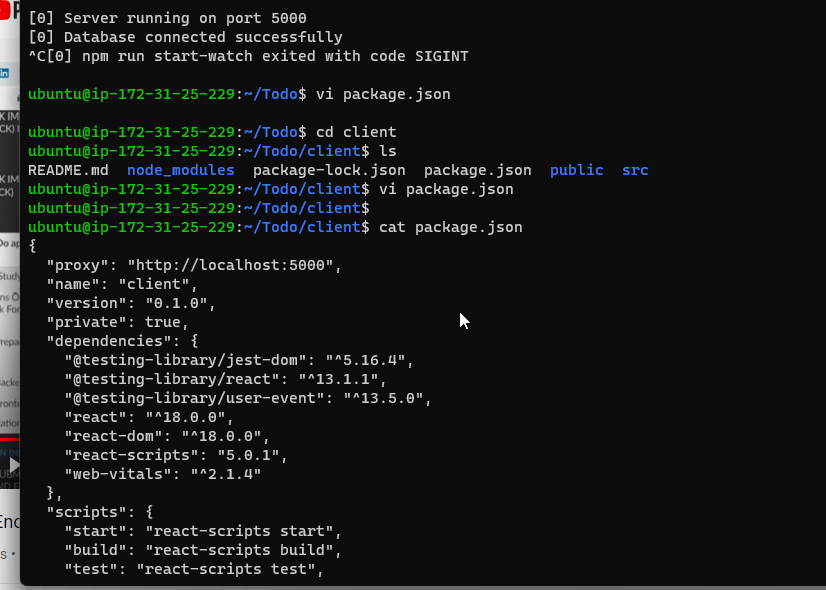 [0] Server running on port 5000
[0] Database connected successfully
^C[0] npm run start-watch exited with code SIGINT
ubuntu@ip-172-31-25-229:~/Todo$ vi package.json
ubuntu@ip-172-31-25-229:~/Todo$ cd client
ubuntu@ip-172-31-25-229:~/Todo/client$ ls
README.md  node_modules  package-lock.json  package.json  public  src
ubuntu@ip-172-31-25-229:~/Todo/client$ vi package.json
ubuntu@ip-172-31-25-229:~/Todo/client$
ubuntu@ip-172-31-25-229:~/Todo/client$ cat package.json
{
  "proxy": "http://localhost:5000",
  "name": "client",
  "version": "0.1.0",
  "private": true,
  "dependencies": {
    "@testing-library/jest-dom": "^5.16.4",
    "@testing-library/react": "^13.1.1",
    "@testing-library/user-event": "^13.5.0",
    "react": "^18.0.0",
    "react-dom": "^18.0.0",
    "react-scripts": "5.0.1",
    "web-vitals": "^2.1.4"
  },
  "scripts": {
    "start": "react-scripts start",
    "build": "react-scripts build",
    "test": "react-scripts test",